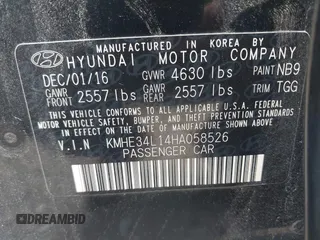 MANUFACTURED IN KOREA BY
HYUNDAI MOTOR COMPANY
DEC/01/16 GVWR 4630 lbs PAINT NB9
GAWR FRONT 2557 lbs GAWR REAR 2557 lbs TRIM TGG
THIS VEHICLE CONFORMS TO ALL APPLICABLE U.S.A. FEDERAL
MOTOR VEHICLE SAFETY, BUMPER, AND THEFT PREVENTION
STANDARDS IN EFFECT ON THE DATE OF MANUFACTURE
SHOWN ABOVE.
V.I.N KMHE34L14HA058526
PASSENGER CAR
DREAMBID